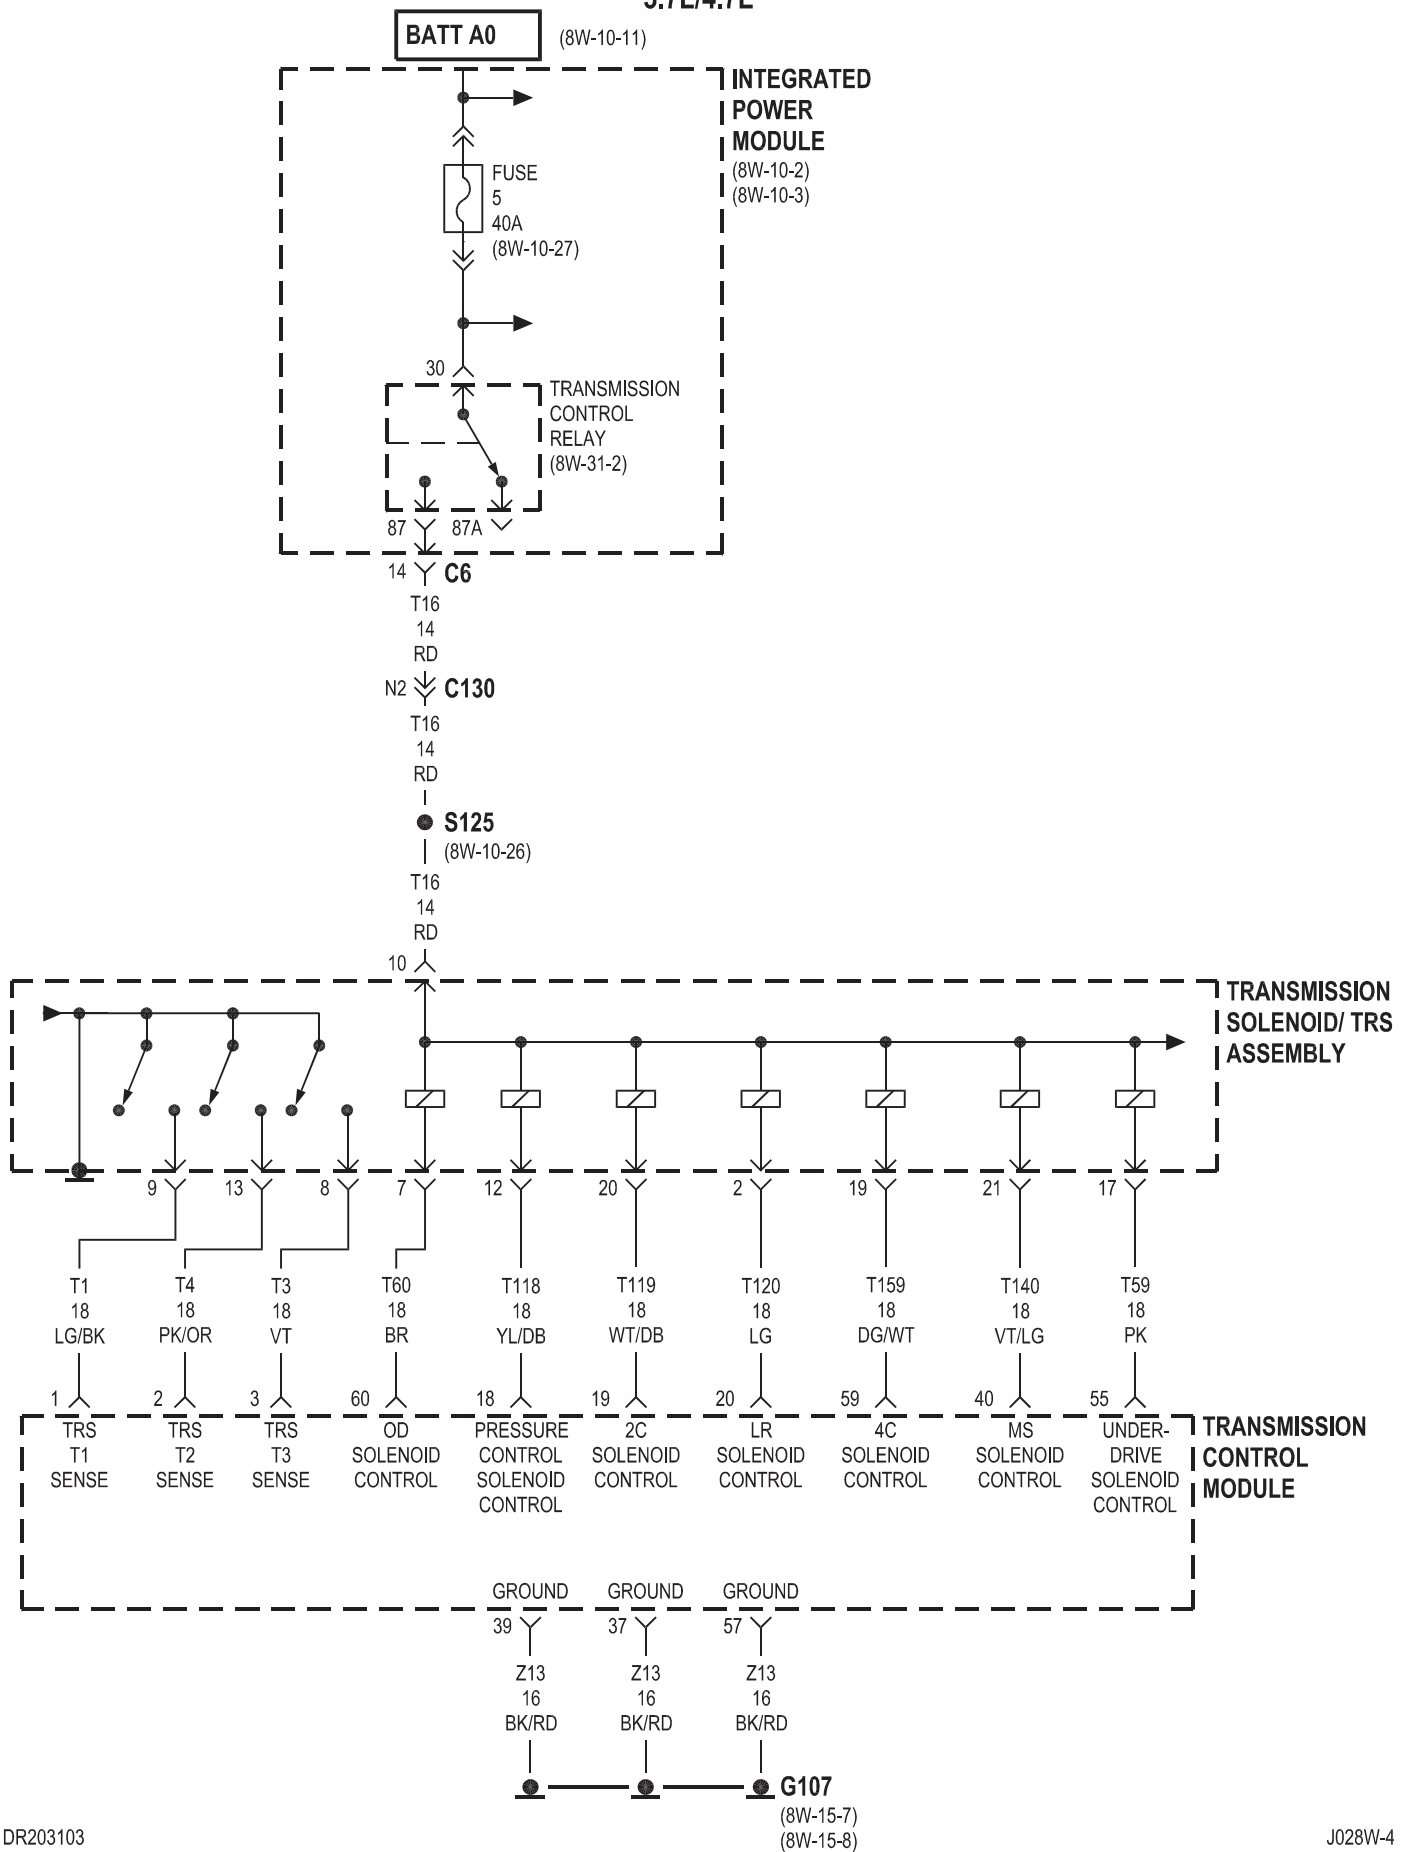 BATT A0 (8W-10-11)
INTEGRATED
POWER
MODULE
(8W-10-2)
(8W-10-3)
FUSE
5
40A
(8W-10-27)
30
TRANSMISSION
CONTROL
RELAY
(8W-31-2)
87 87A
14 C6
T16
14
RD
N2 C130
T16
14
RD
S125
(8W-10-26)
T16
14
RD
10
TRANSMISSION
SOLENOID/ TRS
ASSEMBLY
9 13 8 7 12 20 2 19 21 17
T1 T4 T3 T60 T118 T119 T120 T159 T140 T59
18 18 18 18 18 18 18 18 18 18
LG/BK PK/OR VT BR YL/DB WT/DB LG DG/WT VT/LG PK
1 2 3 60 18 19 20 59 40 55
TRS TRS TRS OD PRESSURE 2C LR 4C MS UNDER-
T1 T2 T3 SOLENOID CONTROL SOLENOID SOLENOID SOLENOID SOLENOID DRIVE
SENSE SENSE SENSE CONTROL SOLENOID CONTROL CONTROL CONTROL CONTROL SOLENOID
CONTROL CONTROL
TRANSMISSION
CONTROL
MODULE
GROUND GROUND GROUND
39 37 57
Z13 Z13 Z13
16 16 16
BK/RD BK/RD BK/RD
G107
(8W-15-7)
(8W-15-8)
DR203103 J028W-4